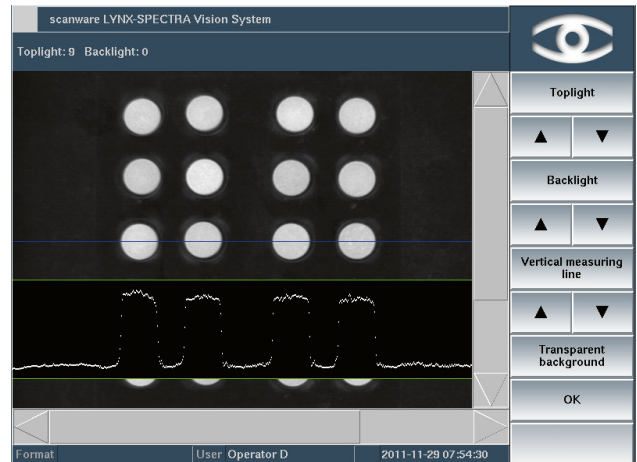 scanware LYNX-SPECTRA Vision System
Toplight: 9 Backlight: 0
Toplight
▲ ▼
Backlight
▲ ▼
Vertical measuring
line
▲ ▼
Transparent
background
OK
Format
User Operator D
2011-11-29 07:54:30